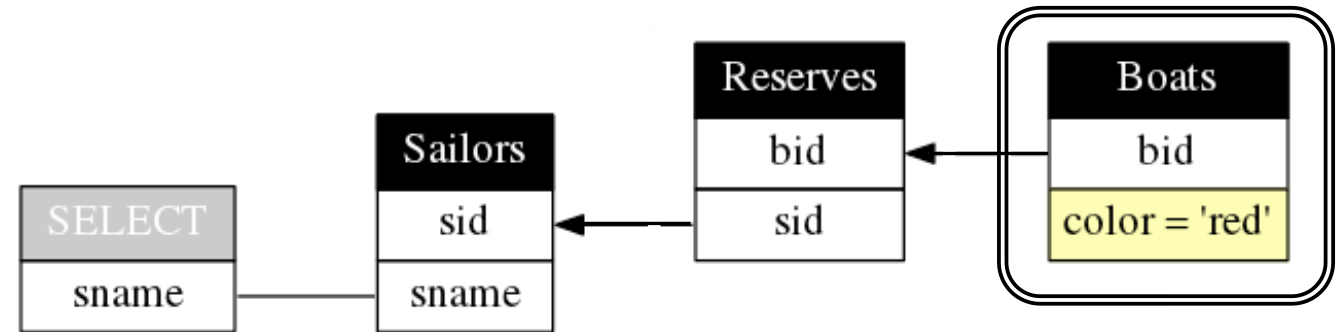 SELECT
sname
Sailors
sid
sname
Reserves
bid
sid
Boats
bid
color = 'red'